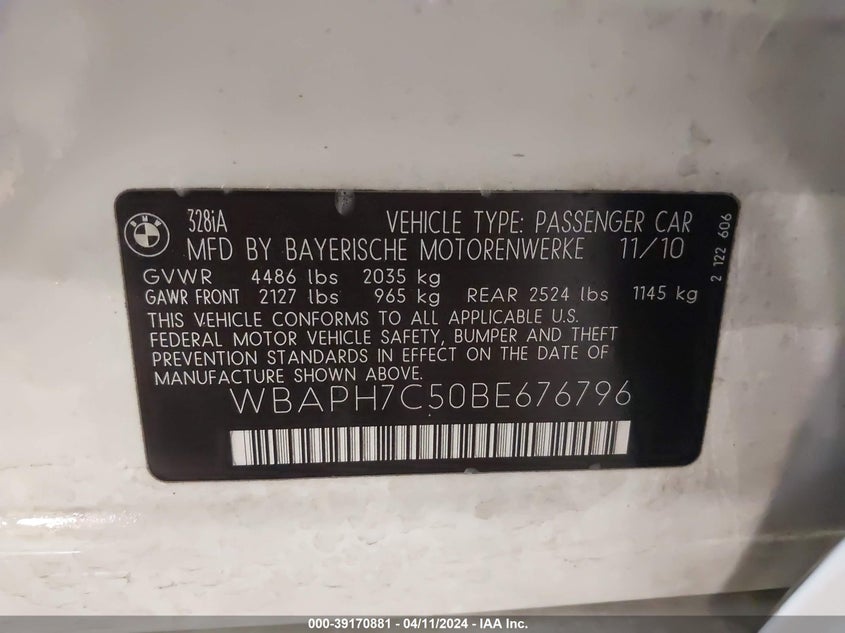 BMW
328iA VEHICLE TYPE: PASSENGER CAR
MFD BY BAYERISCHE MOTORENWERKE 11/10
GVWR 4486 lbs 2035 kg
GAWR FRONT 2127 lbs 965 kg REAR 2524 lbs 1145 kg
THIS VEHICLE CONFORMS TO ALL APPLICABLE U.S.
FEDERAL MOTOR VEHICLE SAFETY, BUMPER AND THEFT
PREVENTION STANDARDS IN EFFECT ON THE DATE OF
MANUFACTURE SHOWN ABOVE.
WBAPH7C50BE676796
2 122 606
000-39170881 - 04/11/2024 - IAA Inc.